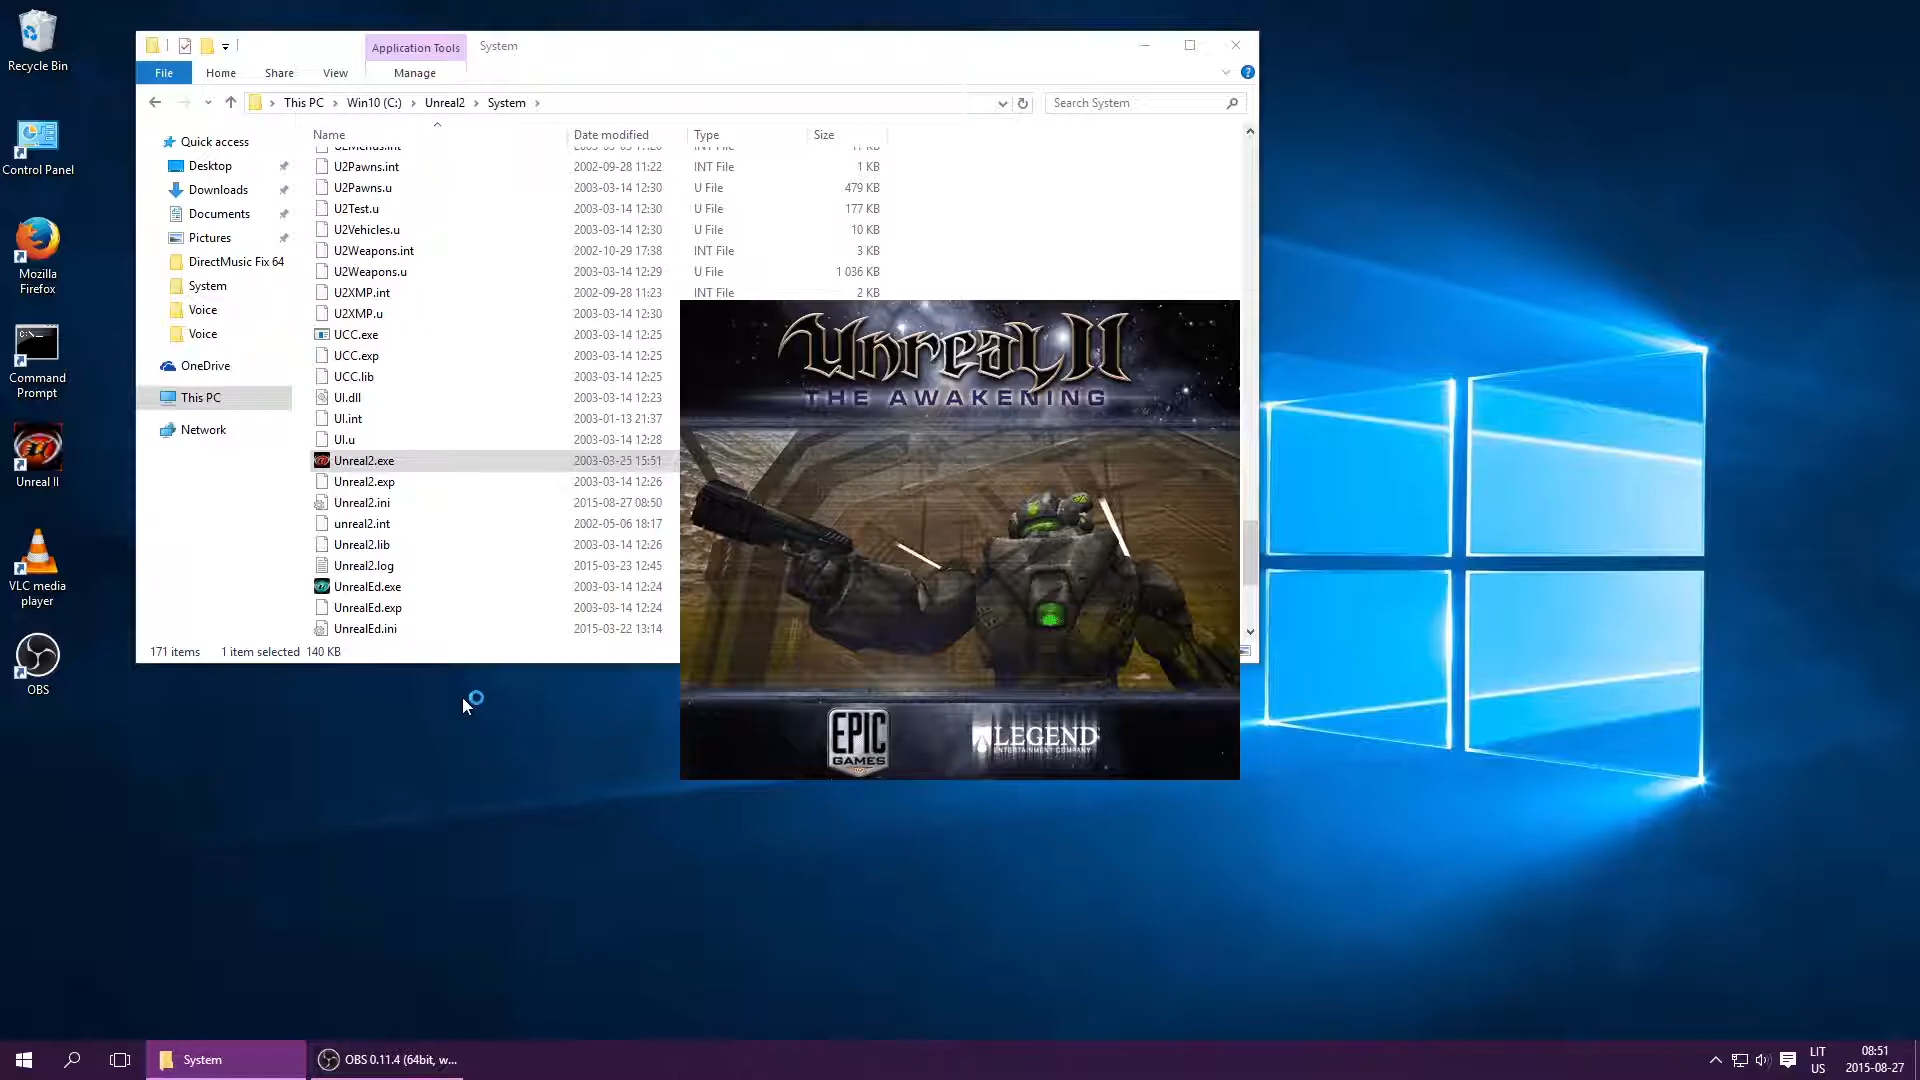 Recycle Bin
Control Panel
Mozilla
Firefox
Command
Prompt
Unreal II
VLC media
player
OBS
Application Tools
System
File
Home
Share
View
Manage
This PC
Win10 (C:)
Unreal2
System
Search System
Quick access
Desktop
Downloads
Documents
Pictures
DirectMusic Fix 64
System
Voice
Voice
OneDrive
This PC
Network
Name Date modified Type Size
U2Pawns.int 2002-09-28 11:22 INT File 1 KB
U2Pawns.u 2003-03-14 12:30 U File 479 KB
U2Test.u 2003-03-14 12:30 U File 177 KB
U2Vehicles.u 2003-03-14 12:30 U File 10 KB
U2Weapons.int 2002-10-29 17:38 INT File 3 KB
U2Weapons.u 2003-03-14 12:29 U File 1 036 KB
U2XMP.int 2002-09-28 11:23 INT File 2 KB
U2XMP.u 2003-03-14 12:30
UCC.exe 2003-03-14 12:25
UCC.exp 2003-03-14 12:25
UCC.lib 2003-03-14 12:25
UI.dll 2003-03-14 12:23
UI.int 2003-01-13 21:37
UI.u 2003-03-14 12:28
Unreal2.exe 2003-03-25 15:51
Unreal2.exp 2003-03-14 12:26
Unreal2.ini 2015-08-27 08:50
unreal2.int 2002-05-06 18:17
Unreal2.lib 2003-03-14 12:26
Unreal2.log 2015-03-23 12:45
UnrealEd.exe 2003-03-14 12:24
UnrealEd.exp 2003-03-14 12:24
UnrealEd.ini 2015-03-22 13:14
171 items 1 item selected 140 KB
Unreal II
THE AWAKENING
EPIC
GAMES
LEGEND
ENTERTAINMENT COMPANY
System
OBS 0.11.4 (64bit, w...
LIT
US
08:51
2015-08-27